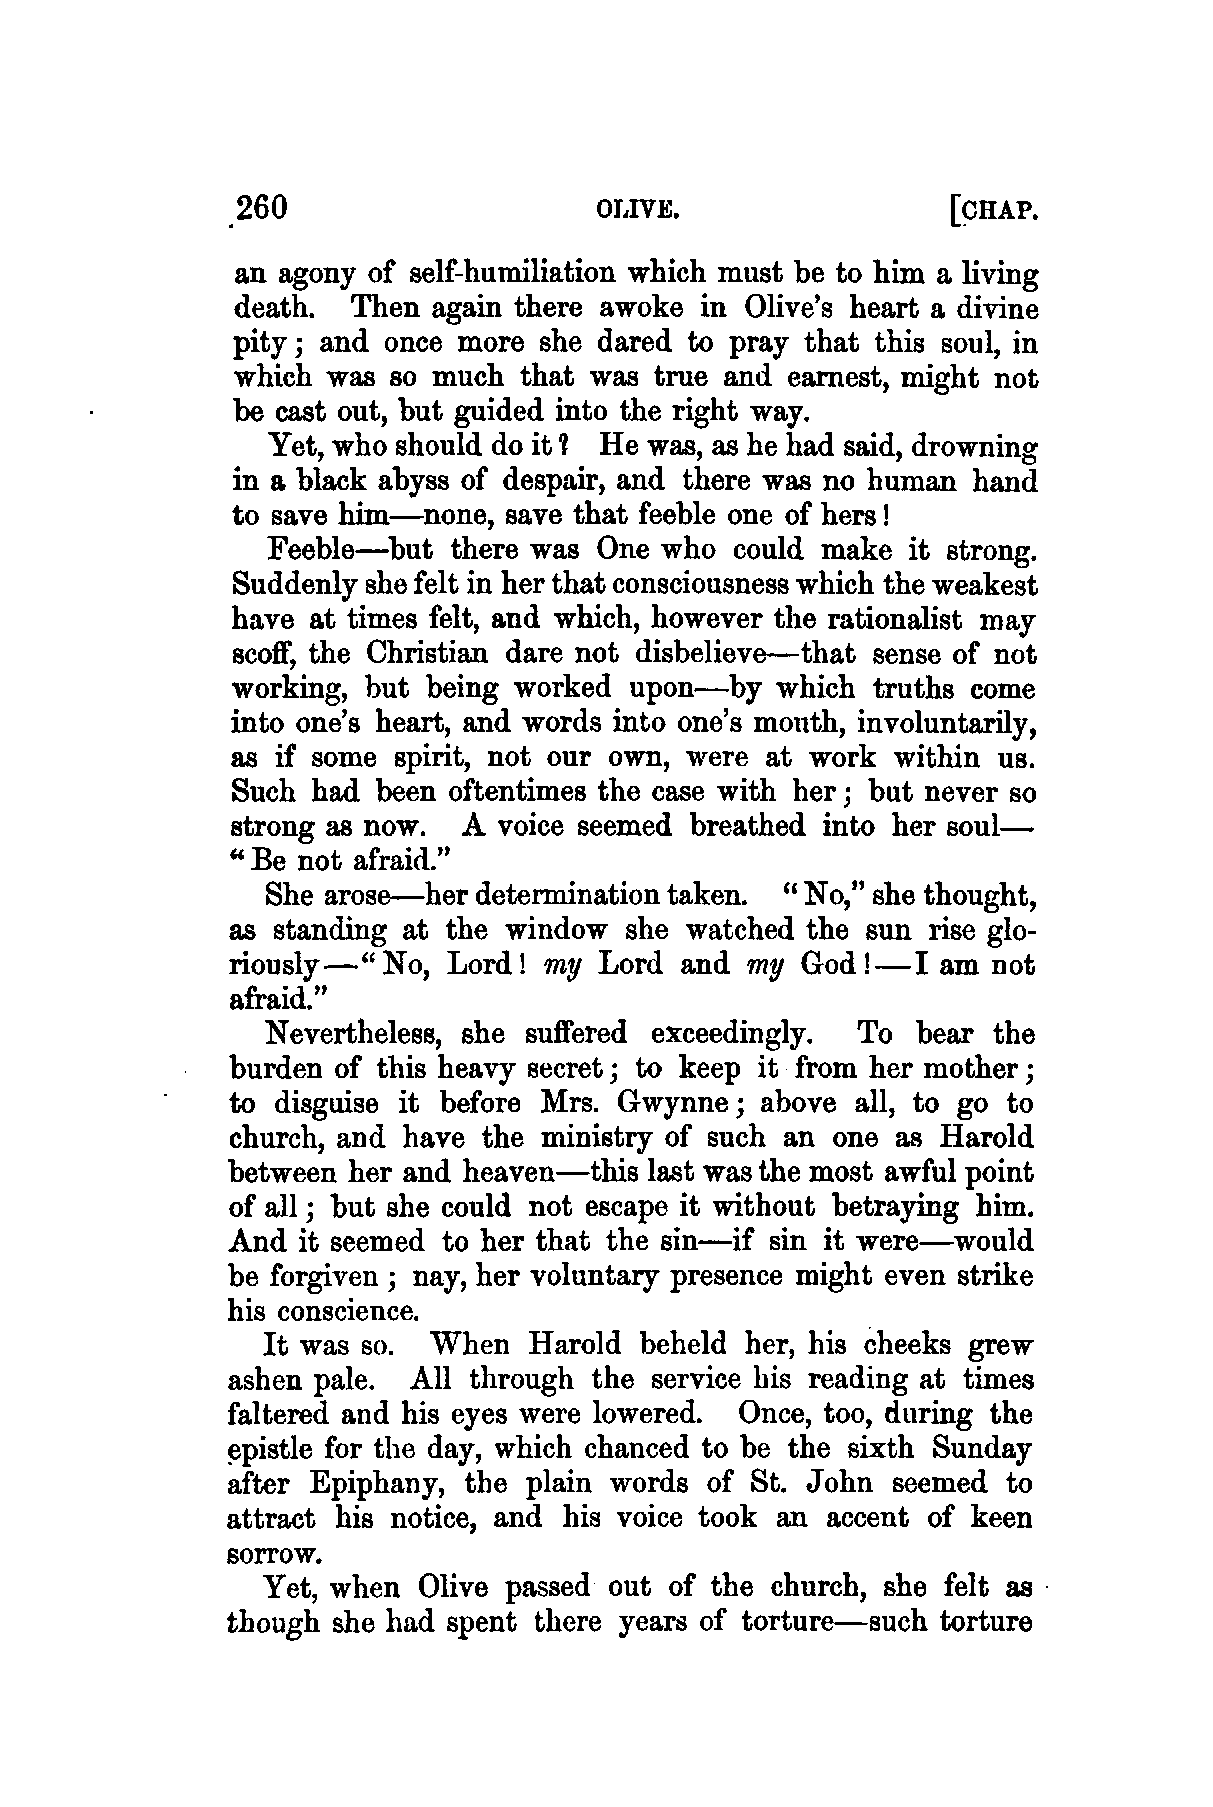 260 OLIVE. [CHAP.
an agony of self-humiliation which must be to him a living
death. Then again there awoke in Olive's heart a divine
pity; and once more she dared to pray that this soul, in
which was so much that was true and earnest, might not
be cast out, but guided into the right way.
Yet, who should do it? He was, as he had said, drowning
in a black abyss of despair, and there was no human hand
to save him—none, save that feeble one of hers!
Feeble—but there was One who could make it strong.
Suddenly she felt in her that consciousness which the weakest
have at times felt, and which, however the rationalist may
scoff, the Christian dare not disbelieve—that sense of not
working, but being worked upon—by which truths come
into one's heart, and words into one's mouth, involuntarily,
as if some spirit, not our own, were at work within us.
Such had been oftentimes the case with her; but never so
strong as now. A voice seemed breathed into her soul—
"Be not afraid."
She arose—her determination taken. "No," she thought,
as standing at the window she watched the sun rise glo-
riously—"No, Lord! my Lord and my God!—I am not
afraid."
Nevertheless, she suffered exceedingly. To bear the
burden of this heavy secret; to keep it from her mother;
to disguise it before Mrs. Gwynne; above all, to go to
church, and have the ministry of such an one as Harold
between her and heaven—this last was the most awful point
of all; but she could not escape it without betraying him.
And it seemed to her that the sin—if sin it were—would
be forgiven; nay, her voluntary presence might even strike
his conscience.
It was so. When Harold beheld her, his cheeks grew
ashen pale. All through the service his reading at times
faltered and his eyes were lowered. Once, too, during the
epistle for the day, which chanced to be the sixth Sunday
after Epiphany, the plain words of St. John seemed to
attract his notice, and his voice took an accent of keen
sorrow.
Yet, when Olive passed out of the church, she felt as
though she had spent there years of torture—such torture